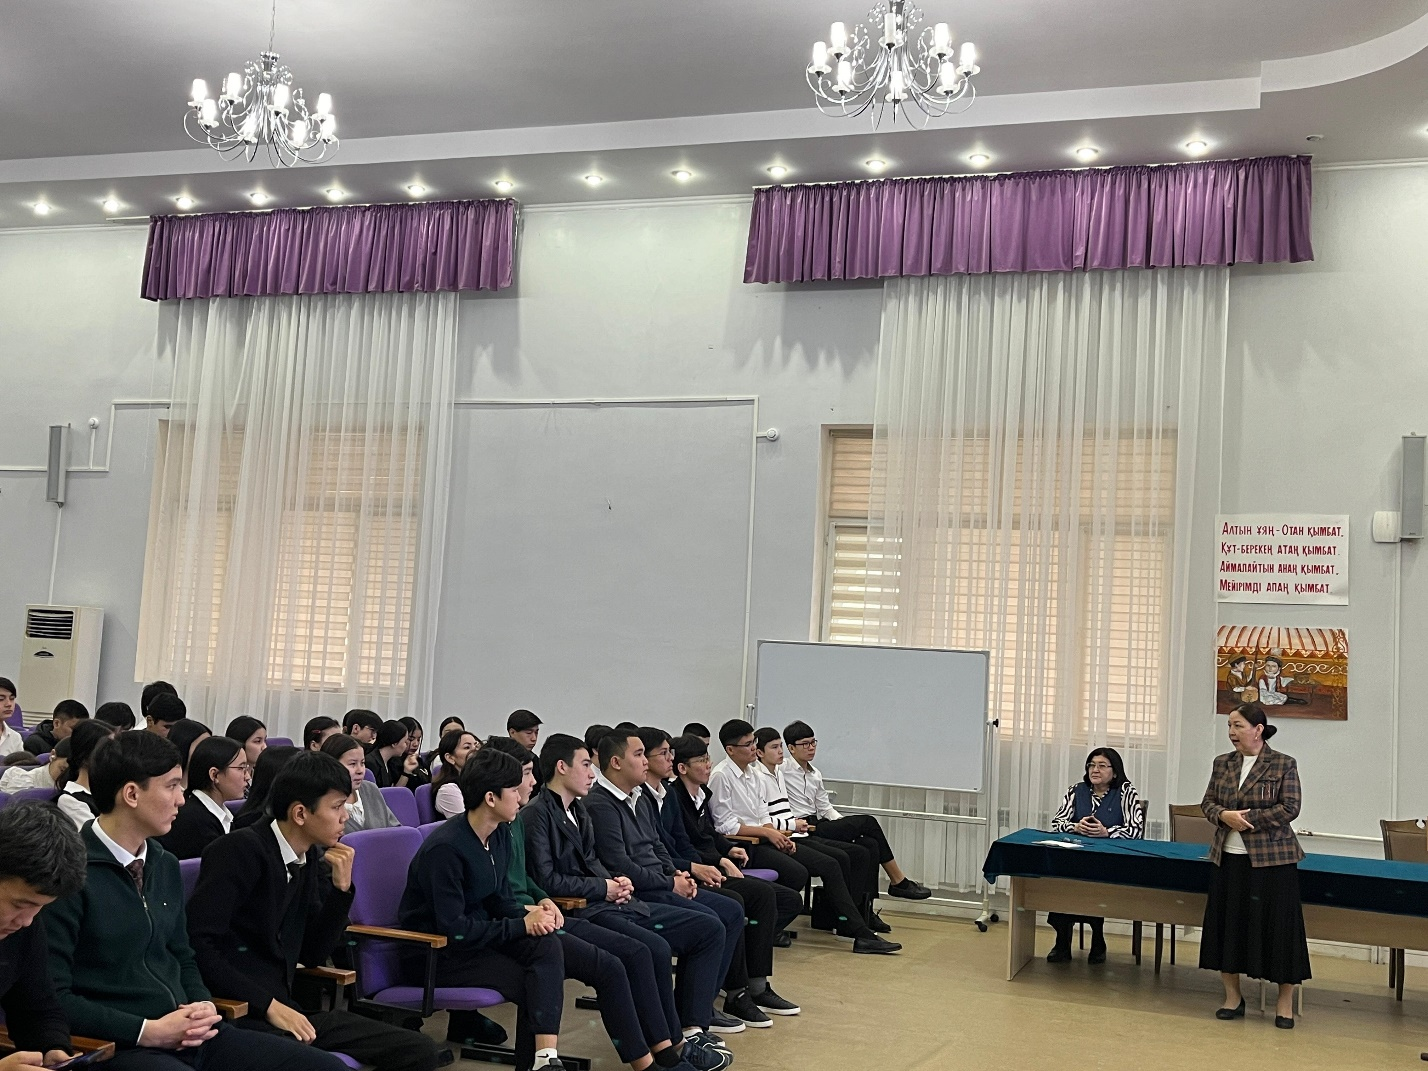 Алтын ұяң - Отан қымбат,
Құт-берекең атаң қымбат
Аймалайтын анаң қымбат,
Мейірімді апаң қымбат